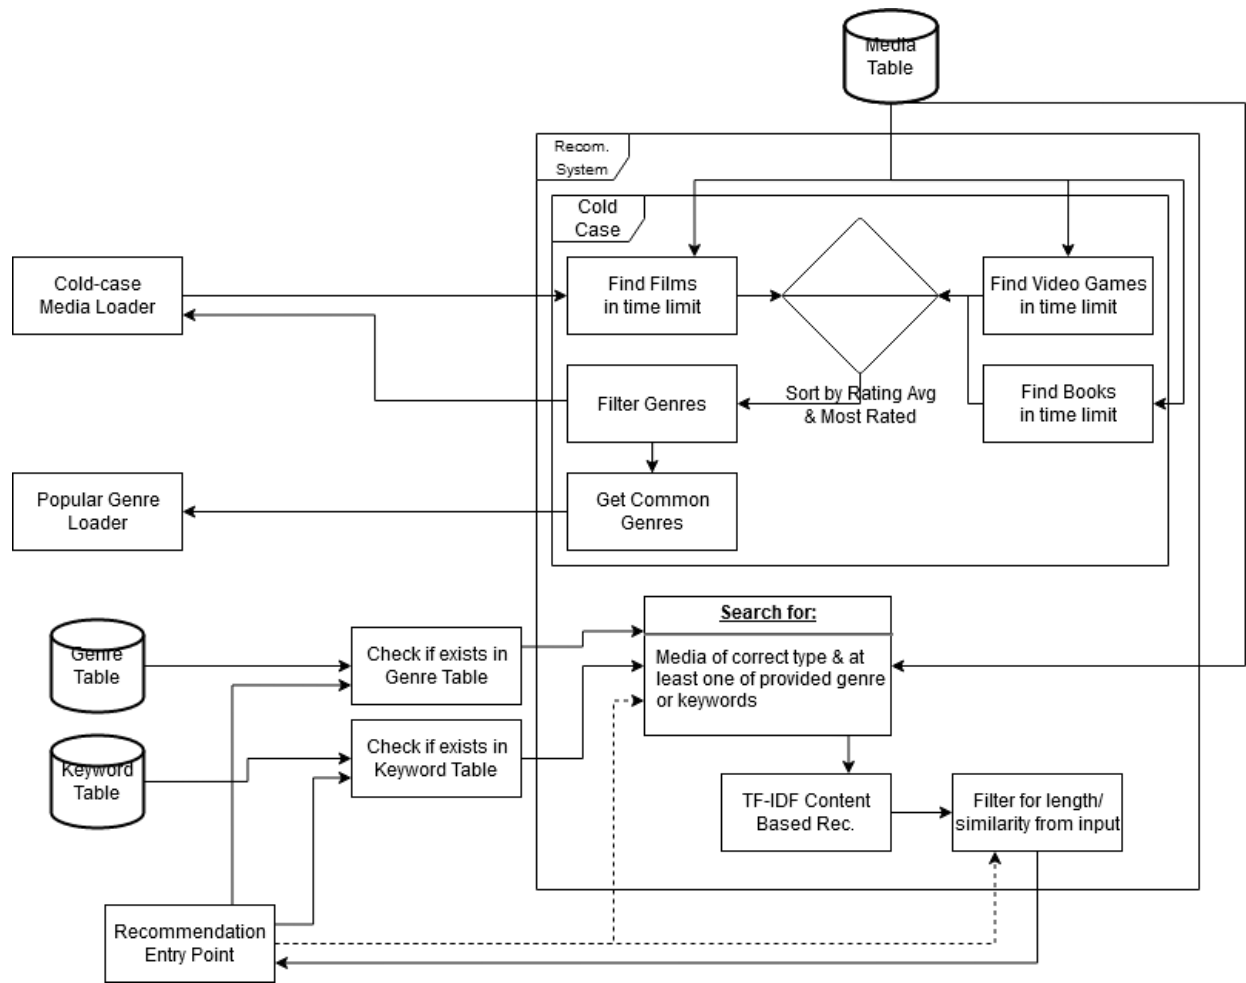 Media
Table
Recom.
System
Cold
Case
Cold-case
Media Loader
Find Films
in time limit
Find Video Games
in time limit
Filter Genres
Sort by Rating Avg
& Most Rated
Find Books
in time limit
Popular Genre
Loader
Get Common
Genres
Search for:
Genre
Table
Check if exists in
Genre Table
Media of correct type & at
least one of provided genre
or keywords
Keyword
Table
Check if exists in
Keyword Table
TF-IDF Content
Based Rec.
Filter for length/
similarity from input
Recommendation
Entry Point